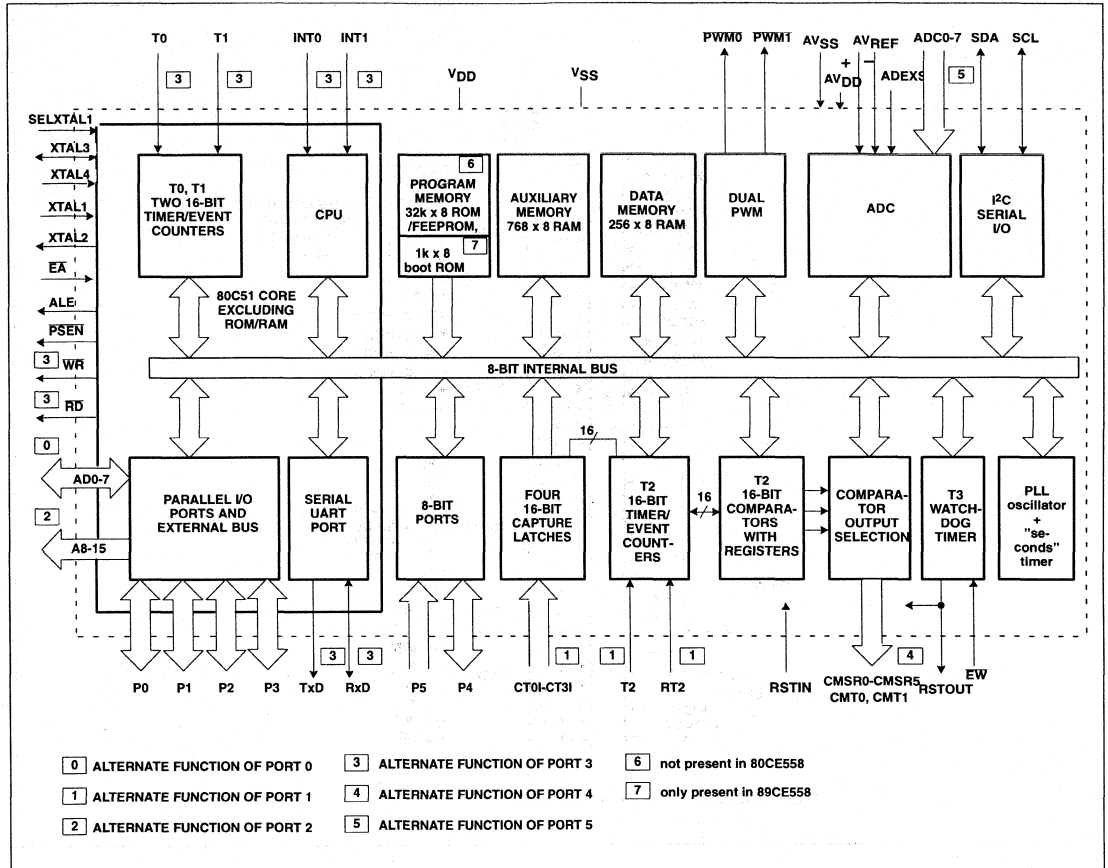 T0 T1 INT0 INT1 PWM0 PWM1 AVSS AVREF ADC0-7 SDA SCL
3 3 3 3 VDD VSS + − AVDD ADEXS 5
SELXTAL1
XTAL3
XTAL4
XTAL1
XTAL2
EA
ALE
PSEN
3 WR
3 RD
0
AD0-7
2
A8-15
T0, T1
TWO 16-BIT
TIMER/EVENT
COUNTERS
CPU
6
PROGRAM
MEMORY
32k x 8 ROM
/FEEPROM,
7
1k x 8
boot ROM
AUXILIARY
MEMORY
768 x 8 RAM
DATA
MEMORY
256 x 8 RAM
DUAL
PWM
ADC
I2C
SERIAL
I/O
80C51 CORE
EXCLUDING
ROM/RAM
8-BIT INTERNAL BUS
PARALLEL I/O
PORTS AND
EXTERNAL BUS
SERIAL
UART
PORT
8-BIT
PORTS
FOUR
16-BIT
CAPTURE
LATCHES
16
T2
16-BIT
TIMER/
EVENT
COUNT-
ERS
16
T2
16-BIT
COMPARA-
TORS
WITH
REGISTERS
COMPARA-
TOR
OUTPUT
SELECTION
T3
WATCH-
DOG
TIMER
PLL
oscillator
+
"se-
conds"
timer
3 3 1 1 1 4
P0 P1 P2 P3 TxD RxD P5 P4 CT0I-CT3I T2 RT2 RSTIN CMSR0-CMSR5 RSTOUT EW
CMT0, CMT1
0 ALTERNATE FUNCTION OF PORT 0
1 ALTERNATE FUNCTION OF PORT 1
2 ALTERNATE FUNCTION OF PORT 2
3 ALTERNATE FUNCTION OF PORT 3
4 ALTERNATE FUNCTION OF PORT 4
5 ALTERNATE FUNCTION OF PORT 5
6 not present in 80CE558
7 only present in 89CE558